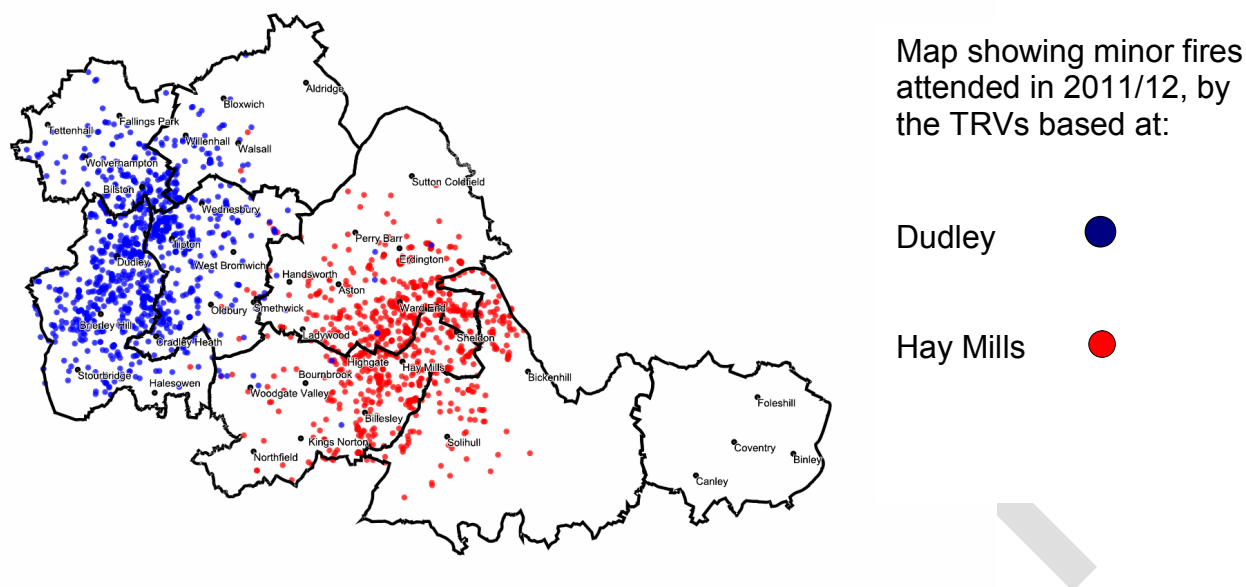 Map showing minor fires
attended in 2011/12, by
the TRVs based at:
Dudley
Hay Mills
Aldridge
Bloxwich
Fallings Park
Tettenhall
Willenhall
Walsall
Wolverhampton
Bilston
Sutton Coldfield
Wednesbury
Perry Barr
Tipton
West Bromwich
Erdington
Dudley
Handsworth
Aston
Oldbury
Smethwick
Ward End
Brierley Hill
Ladywood
Sheldon
Cradley Heath
Highgate
Hay Mills
Stourbridge
Halesowen
Bournbrook
Bickenhill
Woodgate Valley
Foleshill
Billesley
Kings Norton
Solihull
Coventry
Northfield
Binley
Canley